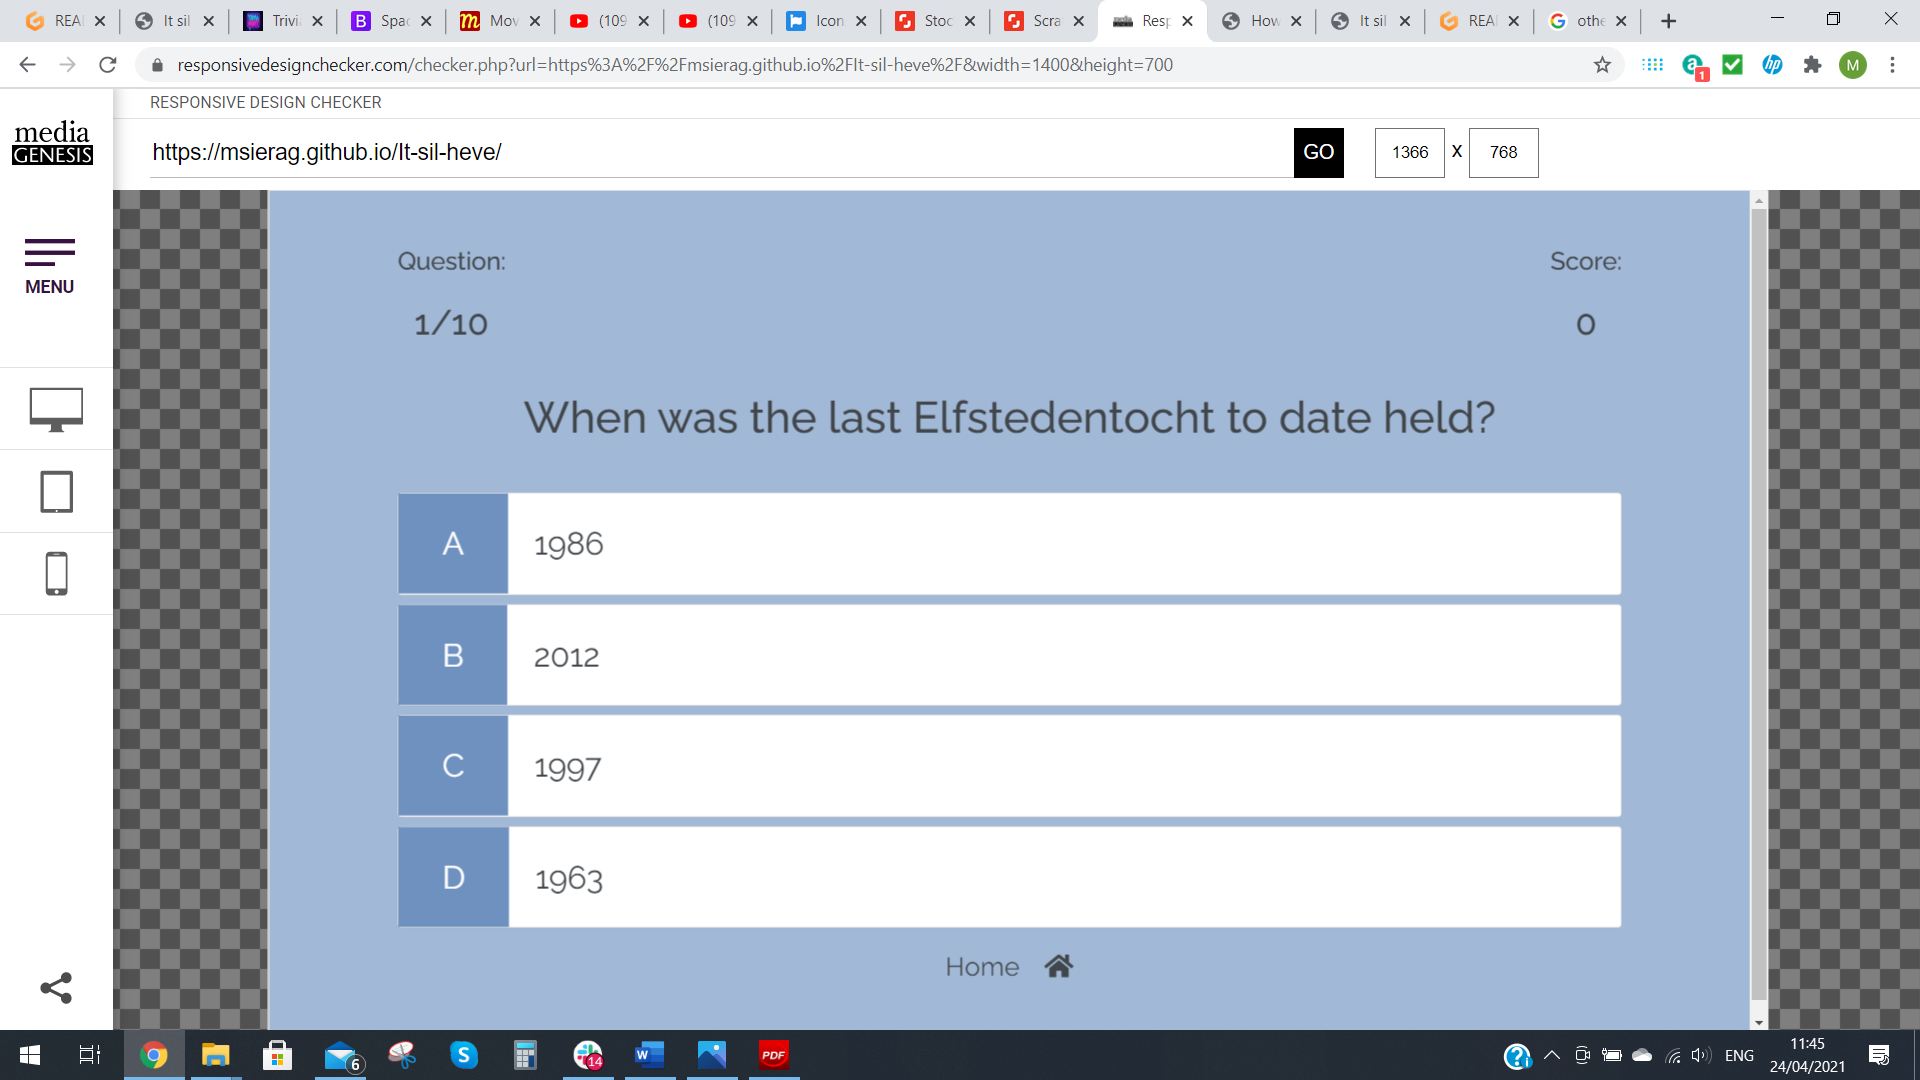 REAI
It sil
Trivi
Spac
Mov
(109
(109
Icon
Stoc
Scra
Resp
How
It sil
REAI
othe
responsivedesignchecker.com/checker.php?url=https%3A%2F%2Fmsierag.github.io%2FIt-sil-heve%2F&width=1400&height=700
1
M
RESPONSIVE DESIGN CHECKER
media
GENESIS
https://msierag.github.io/It-sil-heve/
GO
1366 x 768
MENU
Question:
Score:
1/10
0
When was the last Elfstedentocht to date held?
A 1986
B 2012
C 1997
D 1963
Home
6
14
PDF
ENG
11:45
24/04/2021